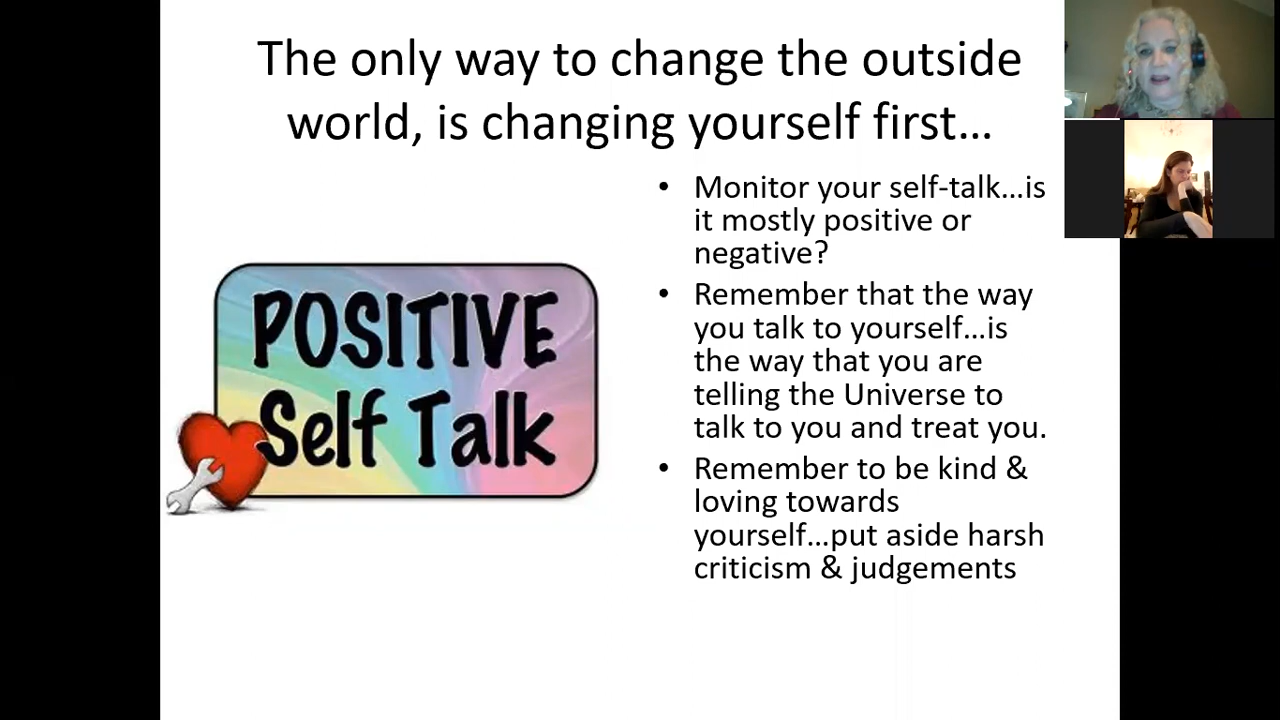 The only way to change the outside
world, is changing yourself first...
• Monitor your self-talk...is
it mostly positive or
negative?
• Remember that the way
you talk to yourself...is
the way that you are
telling the Universe to
talk to you and treat you.
• Remember to be kind &
loving towards
yourself...put aside harsh
criticism & judgements
POSITIVE
Self Talk